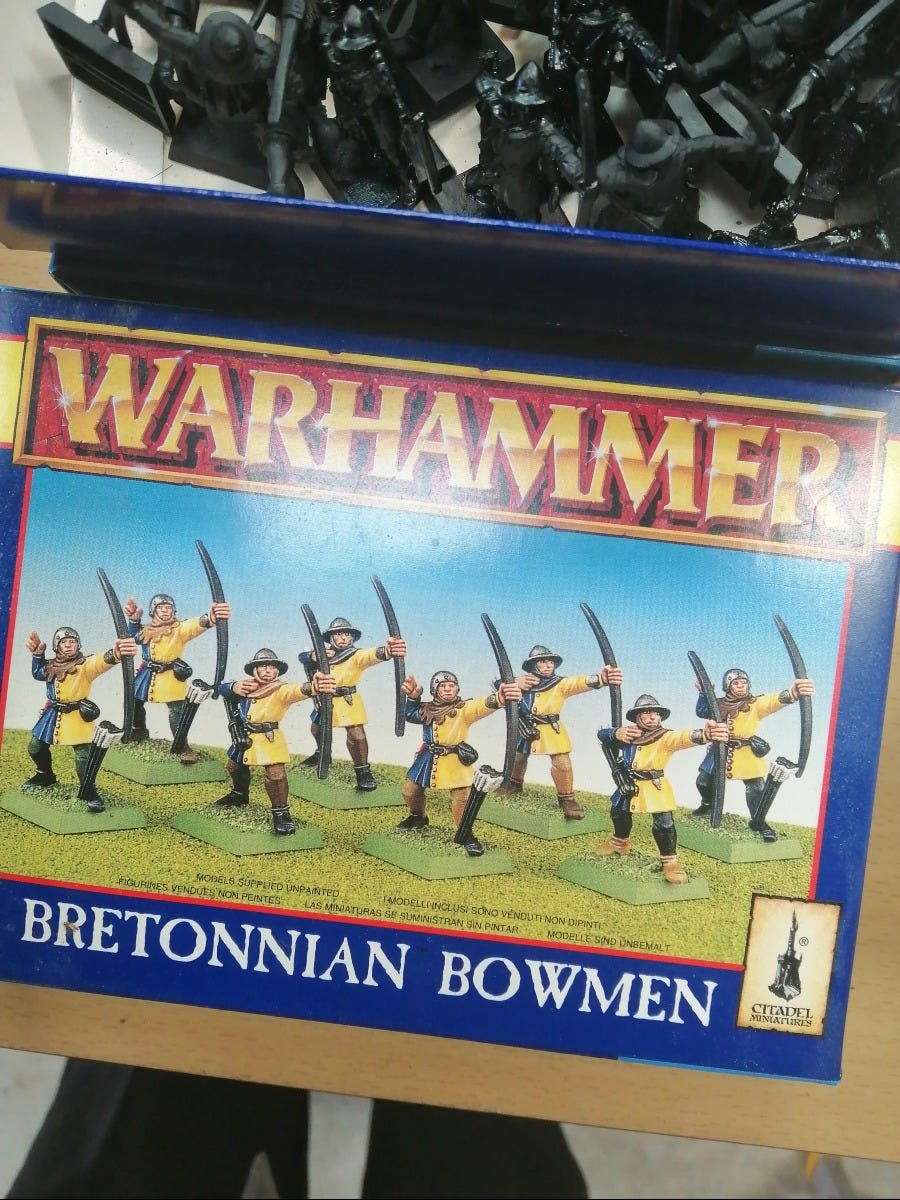 WARHAMMER
MODELS SUPPLIED UNPAINTED
FIGURINES VENDUES NON PEINTES
I MODELLI INCLUSI SONO VENDUTI NON DIPINTI
LAS MINIATURAS SE SUMINISTRAN SIN PINTAR
MODELLE SIND UNBEMALT
BRETONNIAN BOWMEN
®
CITADEL
MINIATURES